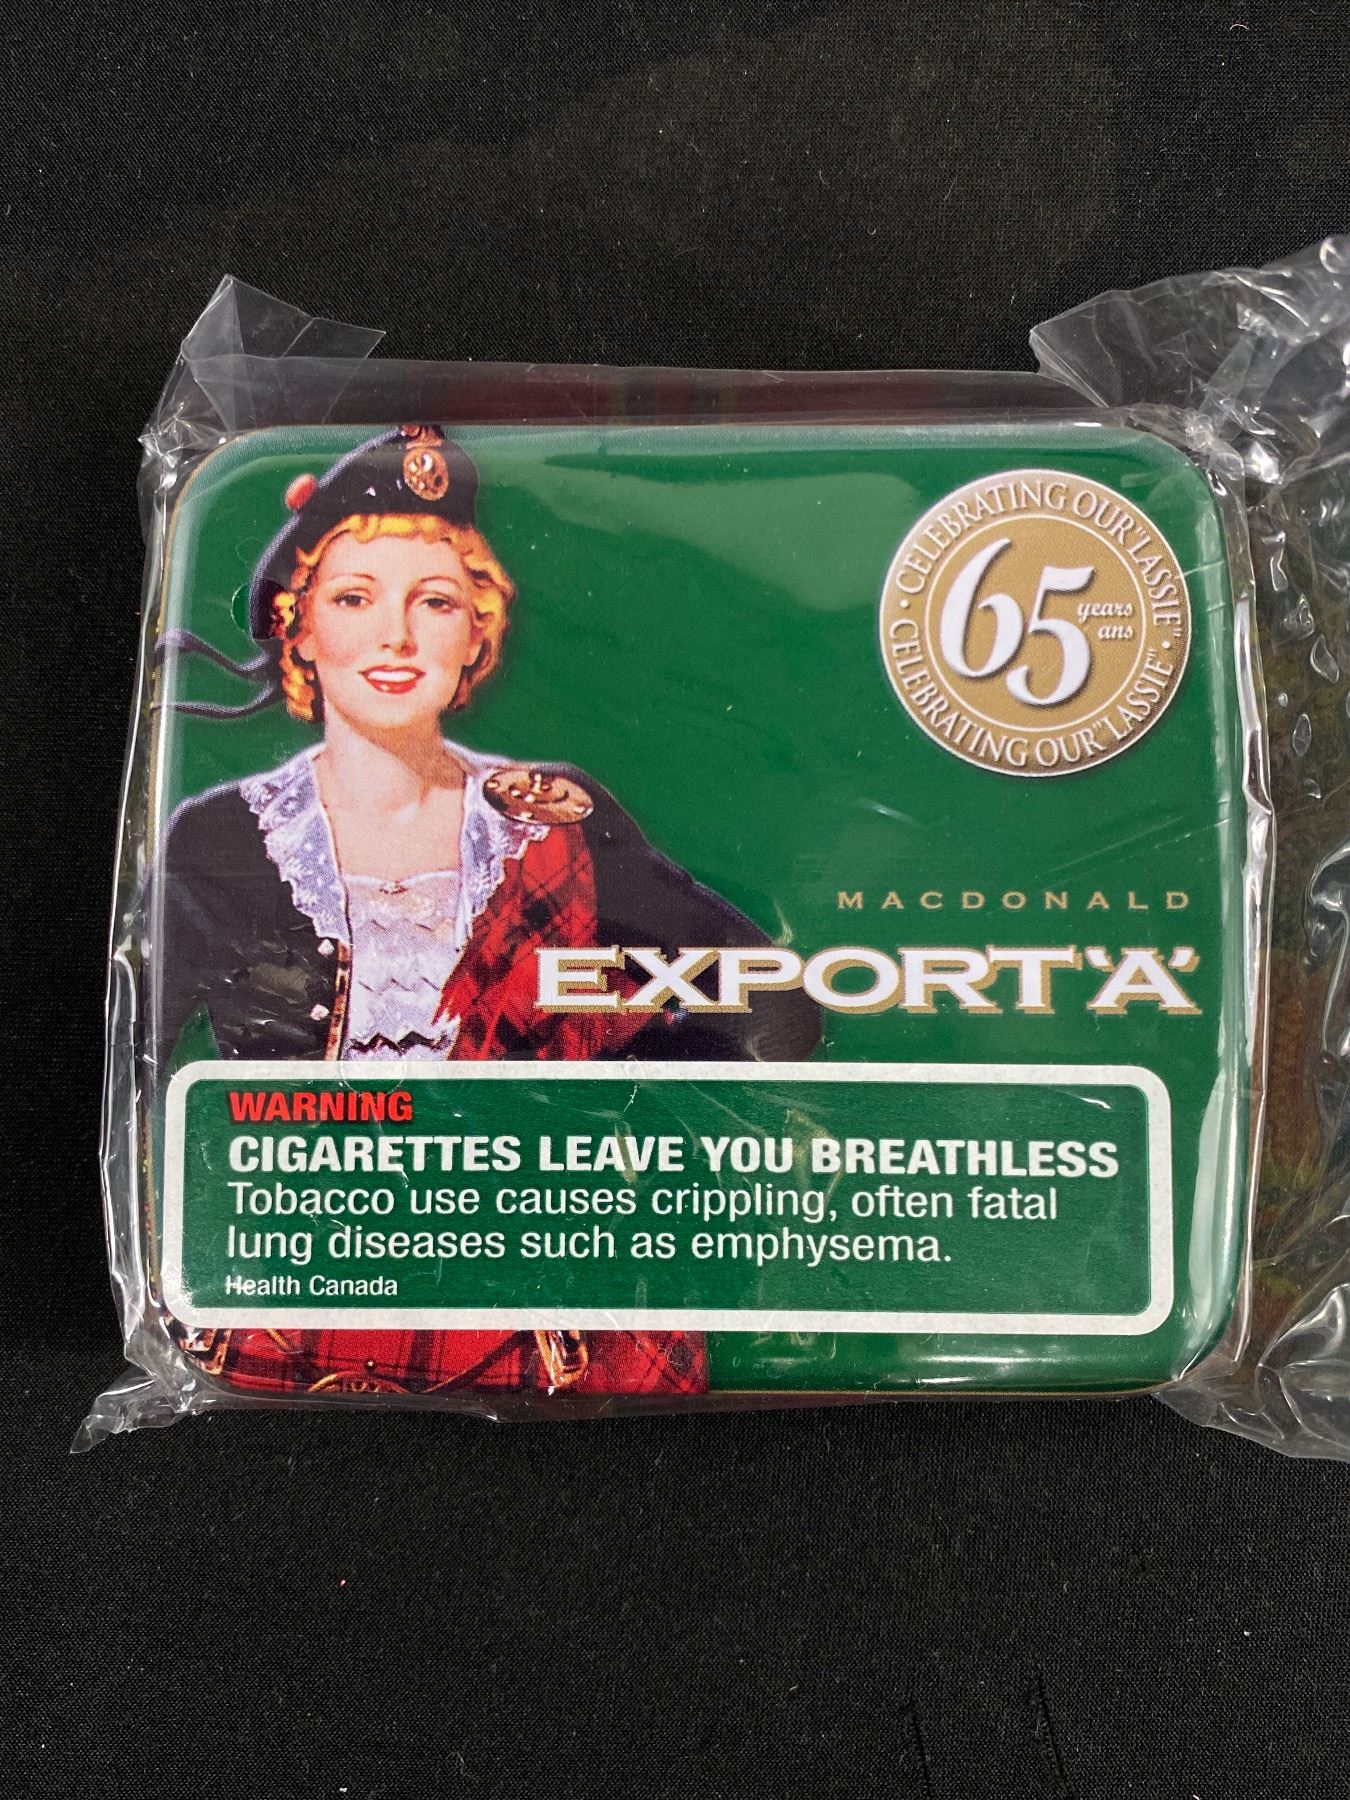 CELEBRATING OUR "LASSIE"
65
years
ans
CELEBRATING OUR "LASSIE"
MACDONALD
EXPORT 'A'
WARNING
CIGARETTES LEAVE YOU BREATHLESS
Tobacco use causes crippling, often fatal
lung diseases such as emphysema.
Health Canada